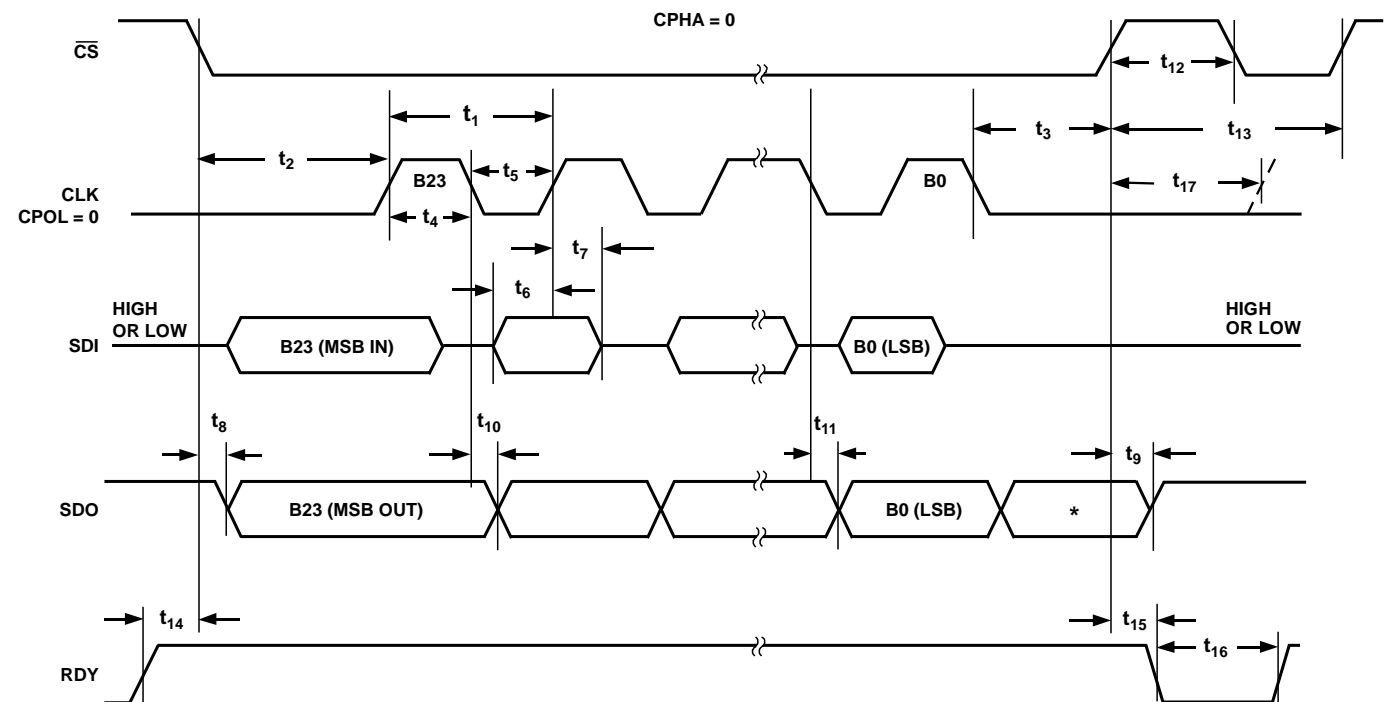 CPHA = 0
CS
t12
t1
t3
t13
t2
CLK
CPOL = 0
B23
t5
B0
t17
t4
t7
t6
HIGH
OR LOW
HIGH
OR LOW
SDI
B23 (MSB IN)
B0 (LSB)
t8
t10
t11
t9
SDO
B23 (MSB OUT)
B0 (LSB)
*
t14
t15
t16
RDY